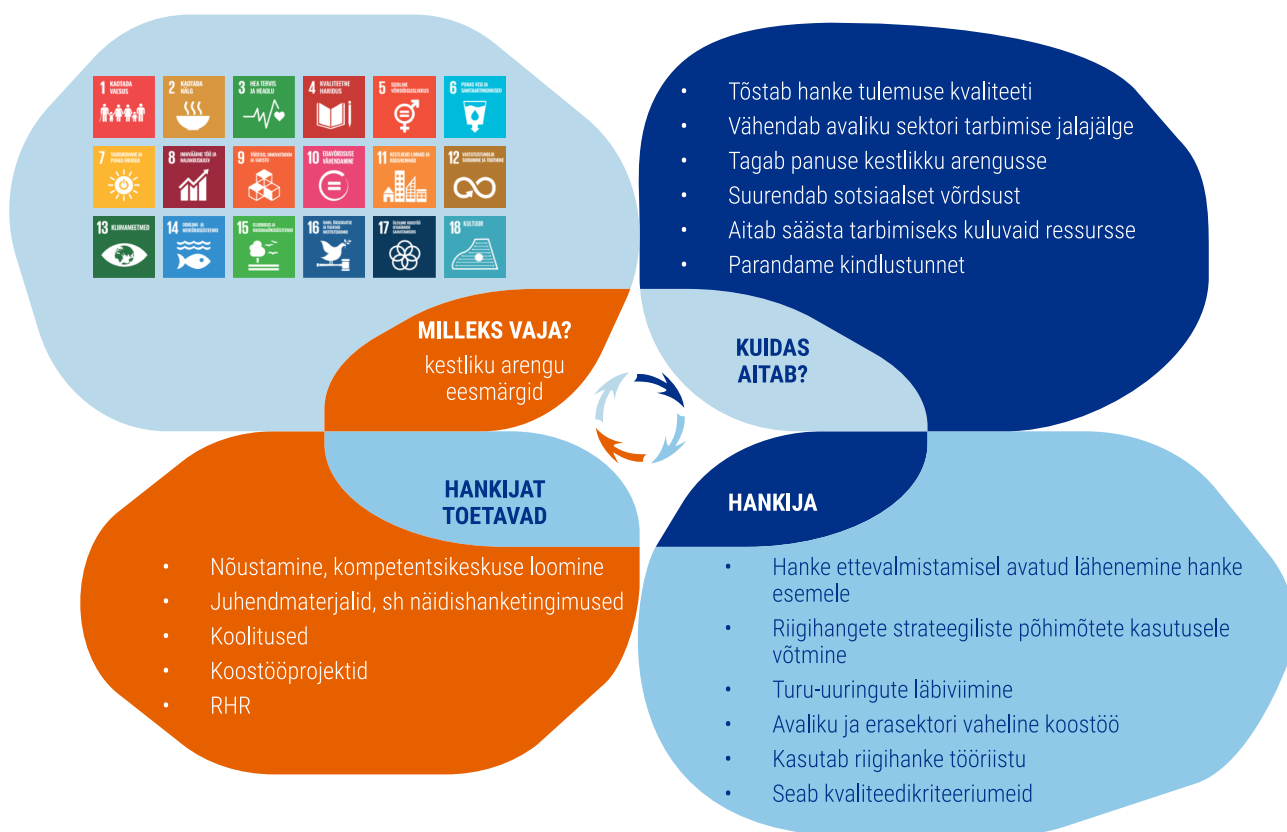 1 KAOTADA
VAESUS
2 KAOTADA
NÄLG
3 HEA TERVIS
JA HEAOLU
4 KVALITEETNE
HARIDUS
5 SOOLINE
VÕRDÕIGUSLIKKUS
6 PUHAS VESI JA
7
8
9
10 EBAVÕRDSUSE
VÄHENDAMINE
11
12
13 KLIIMAMEETMED
14
15
16
17
18 KULTUUR
MILLEKS VAJA?
kestliku arengu
eesmärgid
• Tõstab hanke tulemuse kvaliteeti
• Vähendab avaliku sektori tarbimise jalajälge
• Tagab panuse kestlikku arengusse
• Suurendab sotsiaalset võrdsust
• Aitab säästa tarbimiseks kuluvaid ressursse
• Parandame kindlustunnet
KUIDAS
AITAB?
HANKIJAT
TOETAVAD
• Nõustamine, kompetentsikeskuse loomine
• Juhendmaterjalid, sh näidishanketingimused
• Koolitused
• Koostööprojektid
• RHR
HANKIJA
• Hanke ettevalmistamisel avatud lähenemine hanke
esemele
• Riigihangete strateegiliste põhimõtete kasutusele
võtmine
• Turu-uuringute läbiviimine
• Avaliku ja erasektori vaheline koostöö
• Kasutab riigihanke tööriistu
• Seab kvaliteedikriteeriumeid